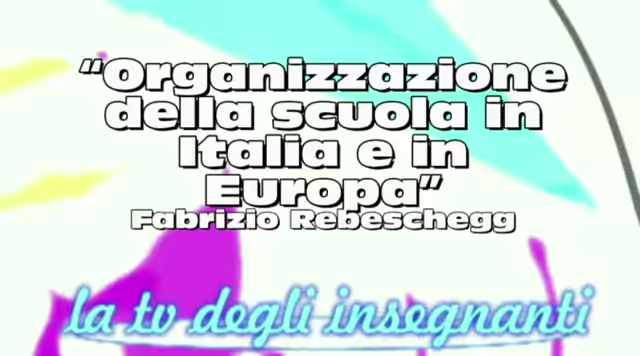 “Organizzazione
della scuola in
Italia e in
Europa”
Fabrizio Rebeschegg
la tv degli insegnanti